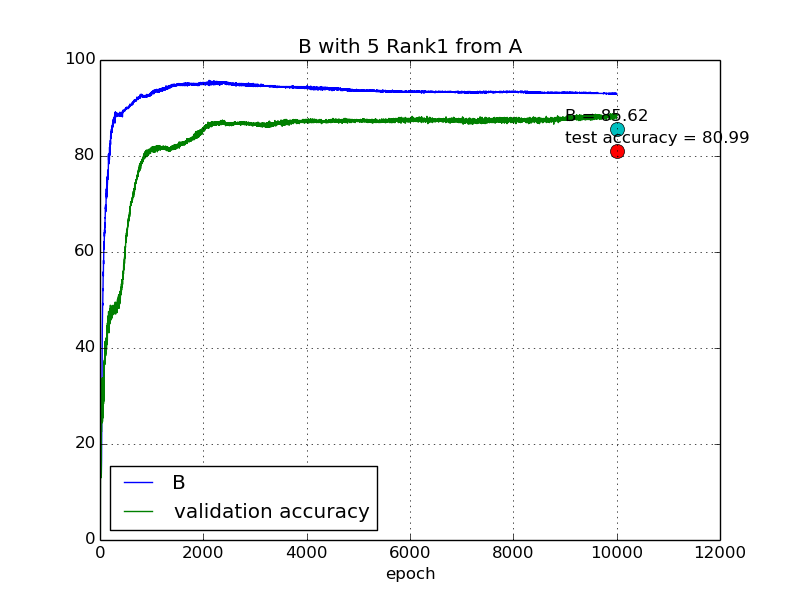 B with 5 Rank1 from A
100
80
60
40
20
0
B = 85.62
test accuracy = 80.99
B
validation accuracy
0 2000 4000 6000 8000 10000 12000
epoch